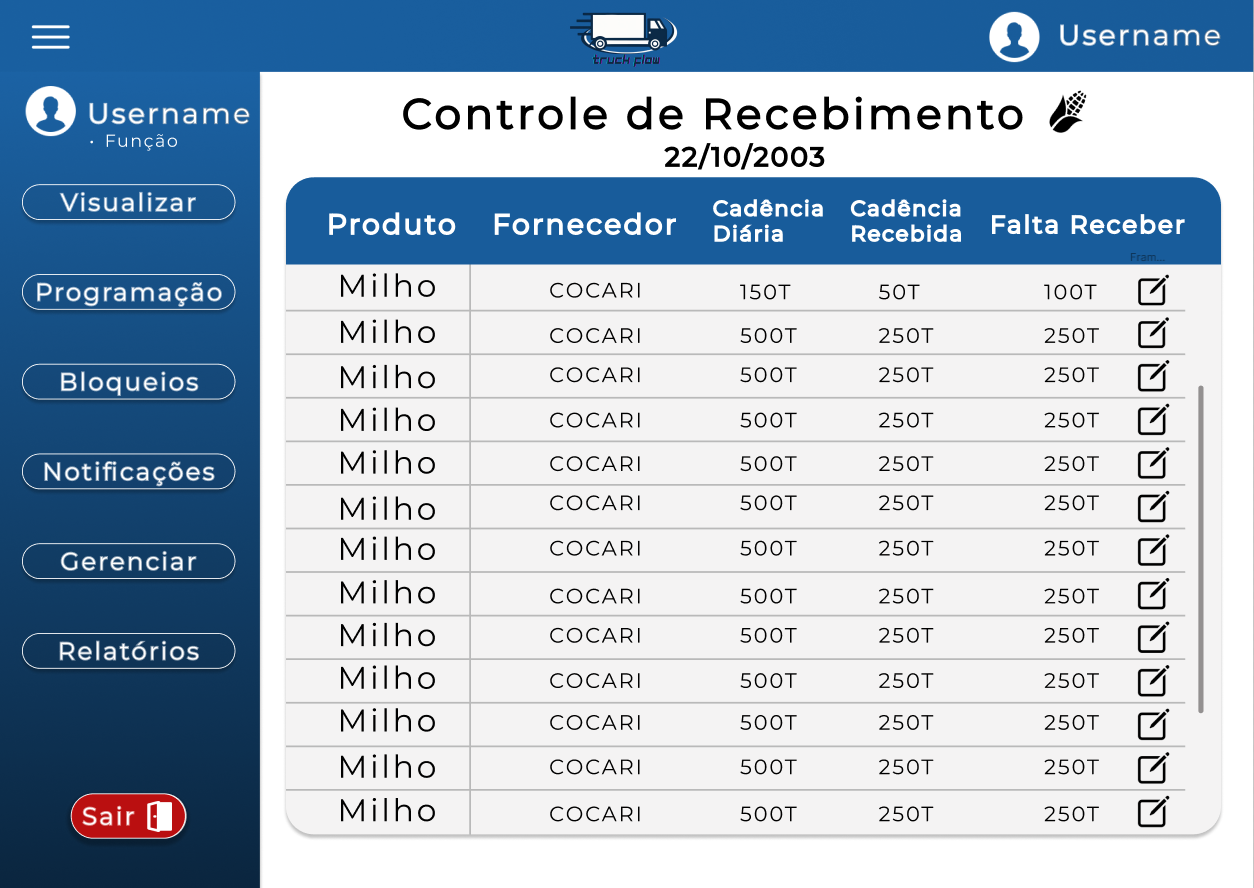 truck flow
Username
Username
• Função
Visualizar
Programação
Bloqueios
Notificações
Gerenciar
Relatórios
Sair
Controle de Recebimento
22/10/2003
Produto Fornecedor Cadência Diária Cadência Recebida Falta Receber
Fram...
Milho COCARI 150T 50T 100T
Milho COCARI 500T 250T 250T
Milho COCARI 500T 250T 250T
Milho COCARI 500T 250T 250T
Milho COCARI 500T 250T 250T
Milho COCARI 500T 250T 250T
Milho COCARI 500T 250T 250T
Milho COCARI 500T 250T 250T
Milho COCARI 500T 250T 250T
Milho COCARI 500T 250T 250T
Milho COCARI 500T 250T 250T
Milho COCARI 500T 250T 250T
Milho COCARI 500T 250T 250T